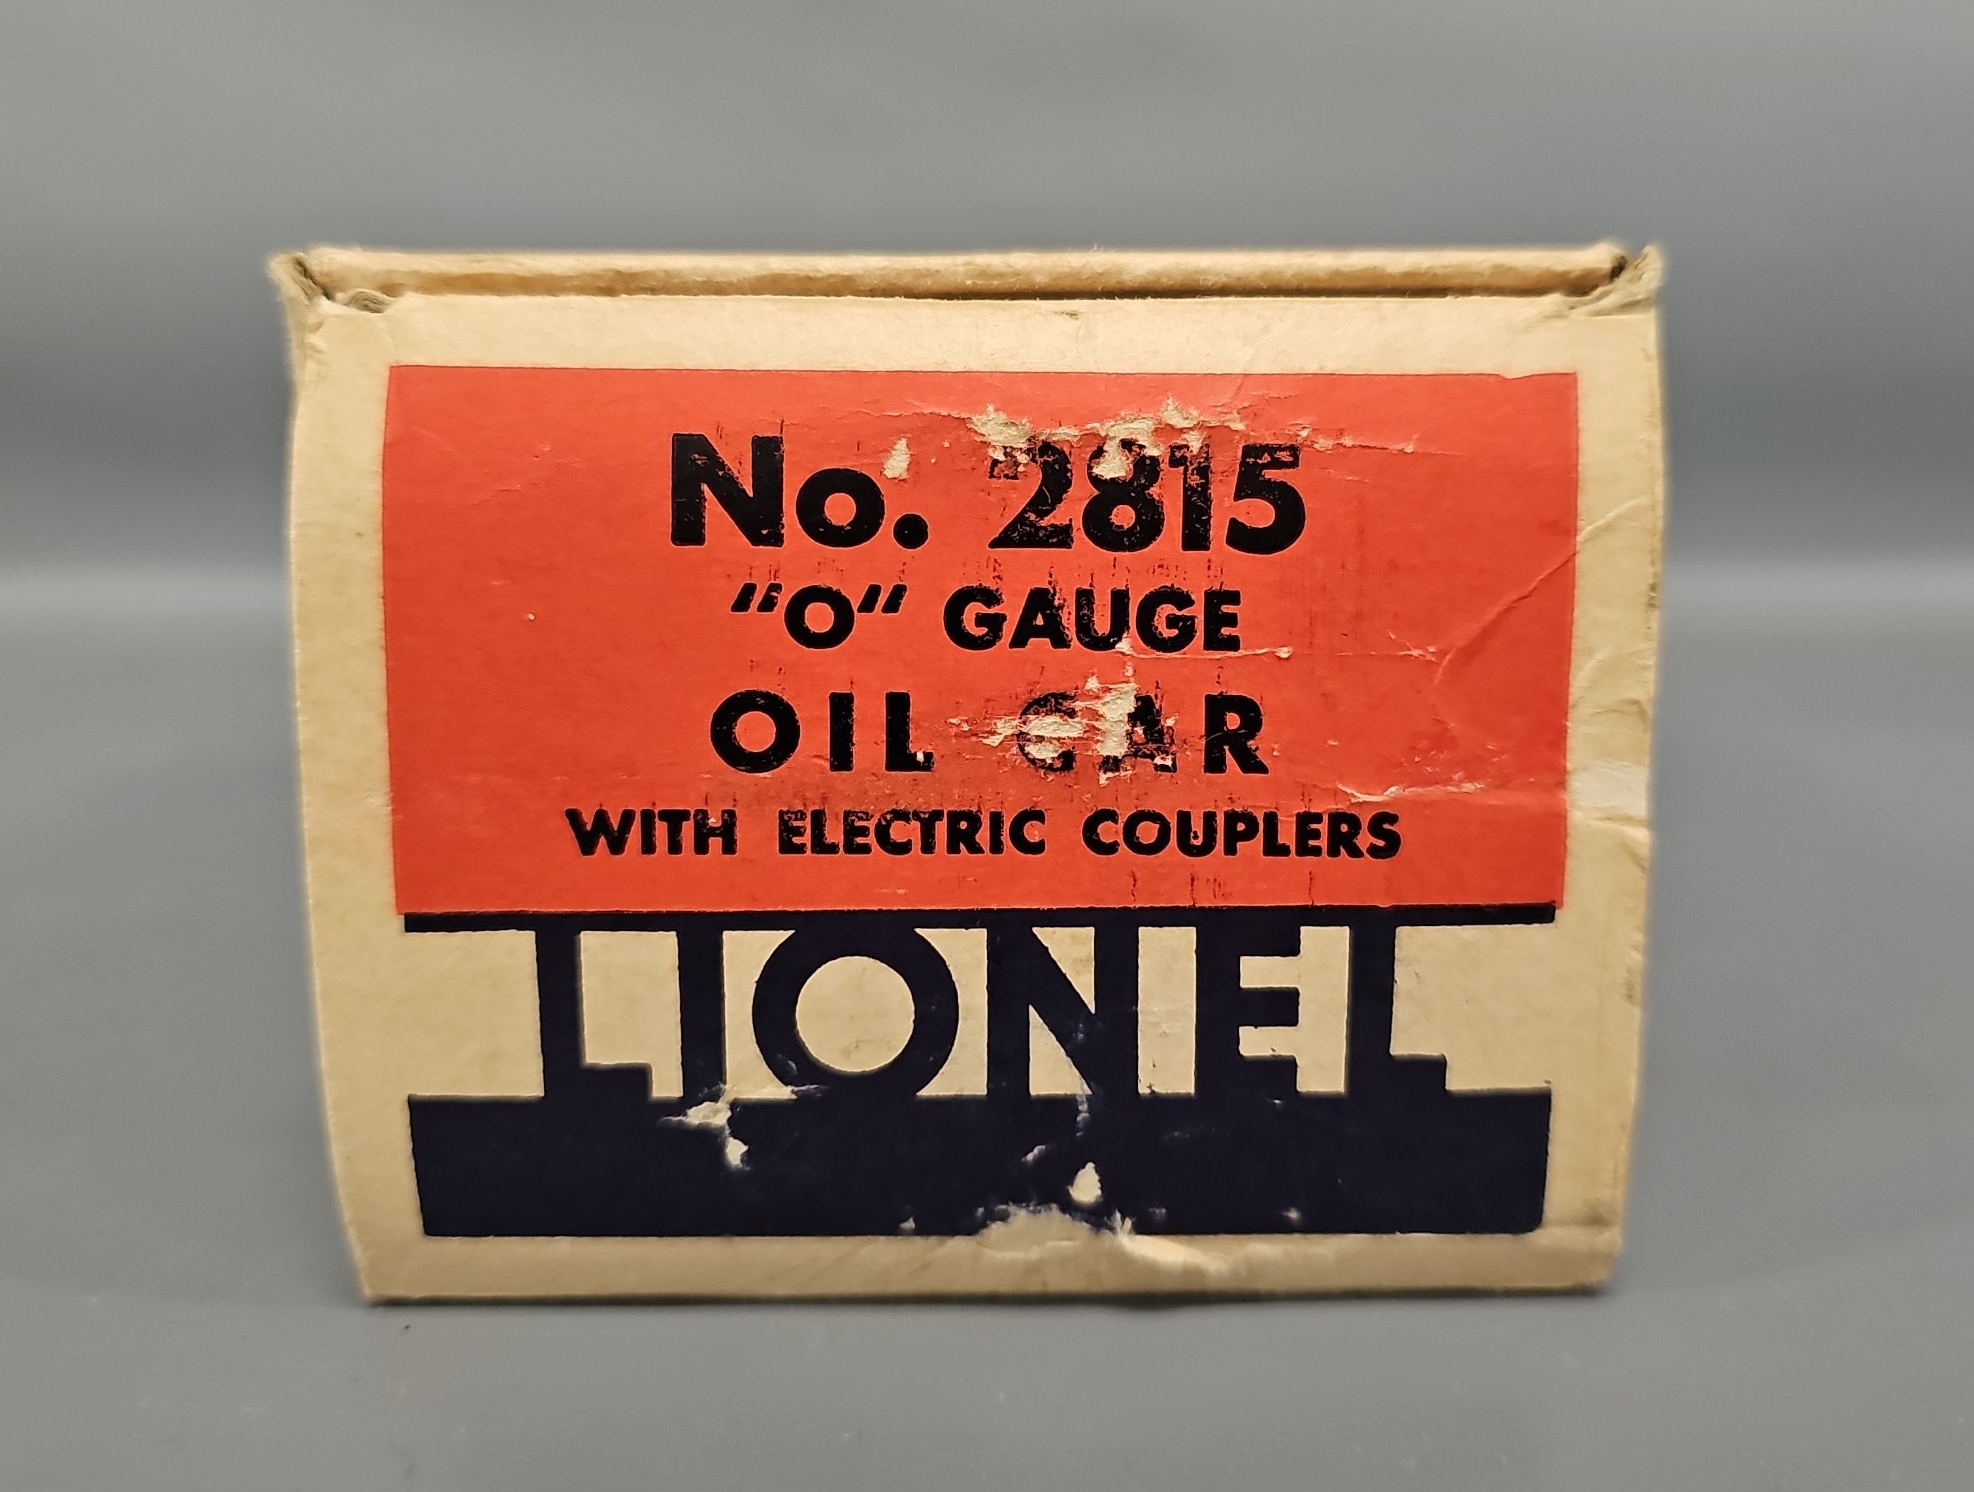 No. 2815
"O" GAUGE
OIL CAR
WITH ELECTRIC COUPLERS
LIONEL